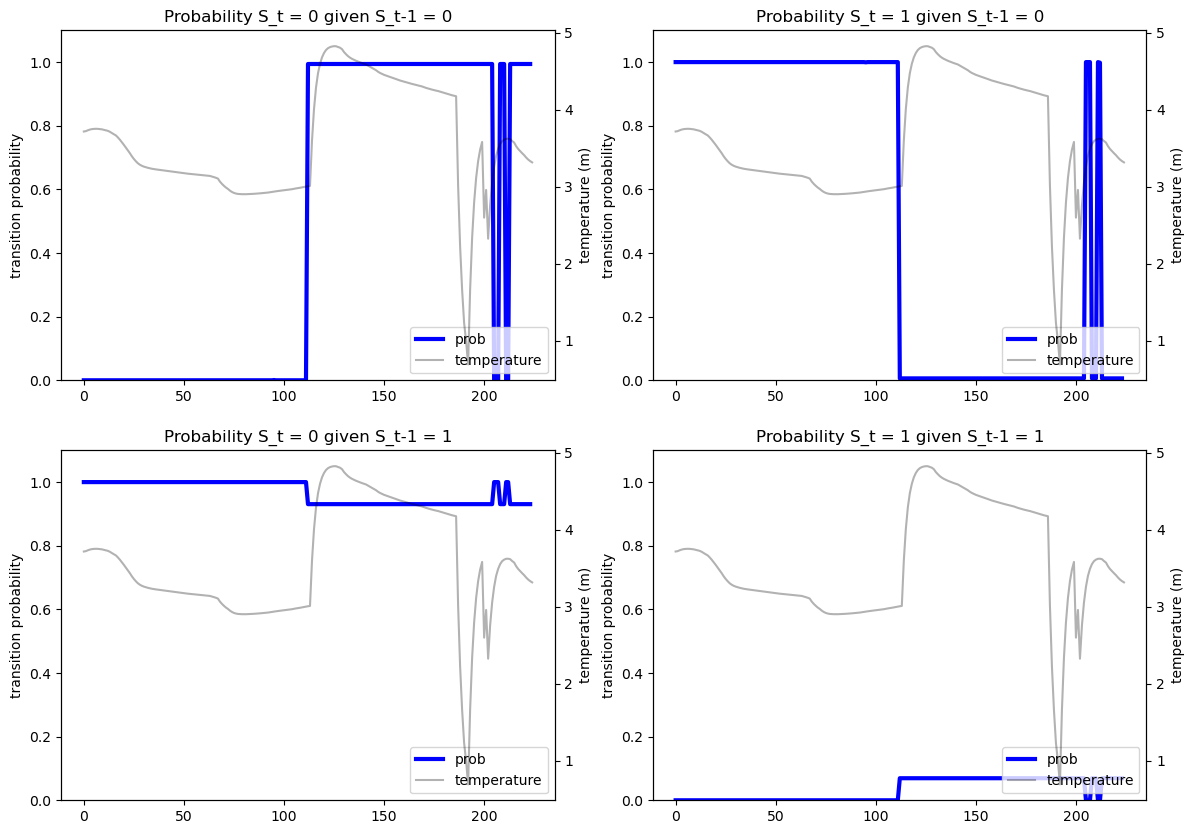 Probability S_t = 0 given S_t-1 = 0
transition probability
1.0
0.8
0.6
0.4
0.2
0.0
5
4
3
2
1
temperature (m)
prob
temperature
0 50 100 150 200
Probability S_t = 1 given S_t-1 = 0
transition probability
1.0
0.8
0.6
0.4
0.2
0.0
5
4
3
2
1
temperature (m)
prob
temperature
0 50 100 150 200
Probability S_t = 0 given S_t-1 = 1
transition probability
1.0
0.8
0.6
0.4
0.2
0.0
5
4
3
2
1
temperature (m)
prob
temperature
0 50 100 150 200
Probability S_t = 1 given S_t-1 = 1
transition probability
1.0
0.8
0.6
0.4
0.2
0.0
5
4
3
2
1
temperature (m)
prob
temperature
0 50 100 150 200